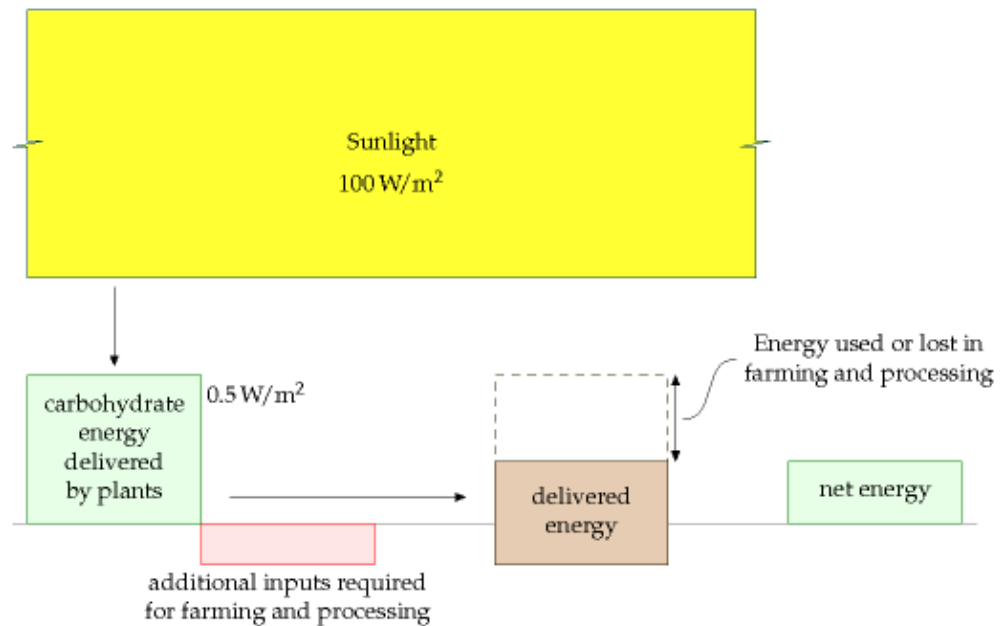 Sunlight
100 W/m²
Energy used or lost in
farming and processing
carbohydrate
energy
delivered
by plants
0.5 W/m²
delivered
energy
net energy
additional inputs required
for farming and processing